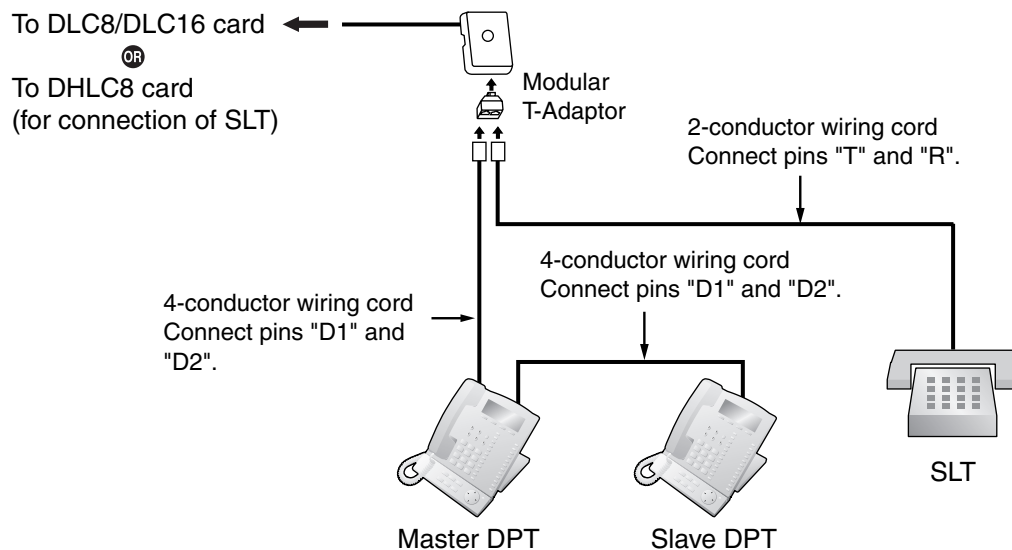 To DLC8/DLC16 card
OR
To DHLC8 card
(for connection of SLT)
Modular
T-Adaptor
2-conductor wiring cord
Connect pins "T" and "R".
4-conductor wiring cord
Connect pins "D1" and "D2".
4-conductor wiring cord
Connect pins "D1" and
"D2".
SLT
Master DPT
Slave DPT